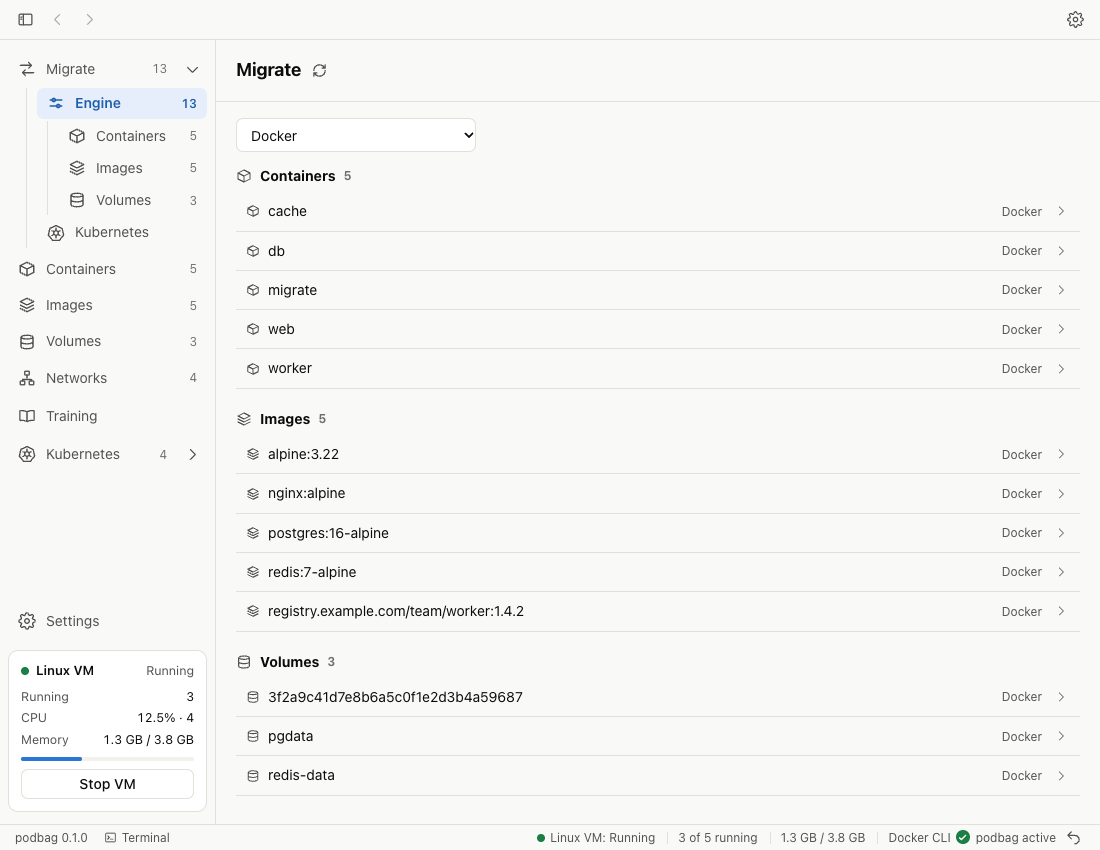 Migrate 13
Engine 13
Containers 5
Images 5
Volumes 3
Kubernetes
Containers 5
Images 5
Volumes 3
Networks 4
Training
Kubernetes 4
Settings
Linux VM Running
Running 3
CPU 12.5% · 4
Memory 1.3 GB / 3.8 GB
Stop VM
Migrate
Docker
Containers 5
cache Docker
db Docker
migrate Docker
web Docker
worker Docker
Images 5
alpine:3.22 Docker
nginx:alpine Docker
postgres:16-alpine Docker
redis:7-alpine Docker
registry.example.com/team/worker:1.4.2 Docker
Volumes 3
3f2a9c41d7e8b6a5c0f1e2d3b4a59687 Docker
pgdata Docker
redis-data Docker
podbag 0.1.0 Terminal Linux VM: Running 3 of 5 running 1.3 GB / 3.8 GB Docker CLI podbag active